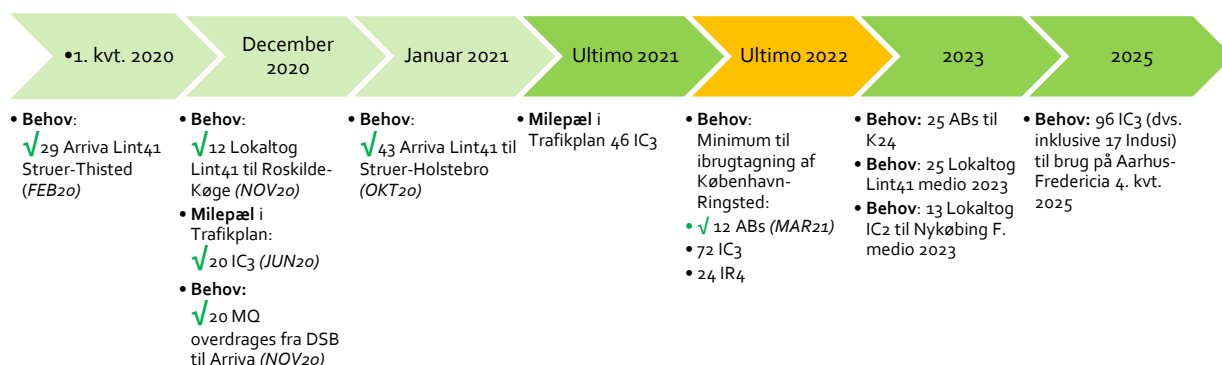 •1. kvt. 2020
December
2020
Januar 2021
Ultimo 2021
Ultimo 2022
2023
2025
• Behov:
√29 Arriva Lint41
Struer-Thisted
(FEB20)
• Behov:
√12 Lokaltog
Lint41 til Roskilde-
Køge (NOV20)
• Milepæl i
Trafikplan:
√20 IC3 (JUN20)
• Behov:
√20 MQ
overdrages fra DSB
til Arriva (NOV20)
• Behov:
√43 Arriva Lint41 til
Struer-Holstebro
(OKT20)
• Milepæl i
Trafikplan 46 IC3
• Behov:
Minimum til
ibrugtagning af
København-
Ringsted:
• √ 12 ABs (MAR21)
• 72 IC3
• 24 IR4
• Behov: 25 ABs til
K24
• Behov: 25 Lokaltog
Lint41 medio 2023
• Behov: 13 Lokaltog
IC2 til Nykøbing F.
medio 2023
• Behov: 96 IC3 (dvs.
inklusive 17 Indusi)
til brug på Aarhus-
Fredericia 4. kvt.
2025